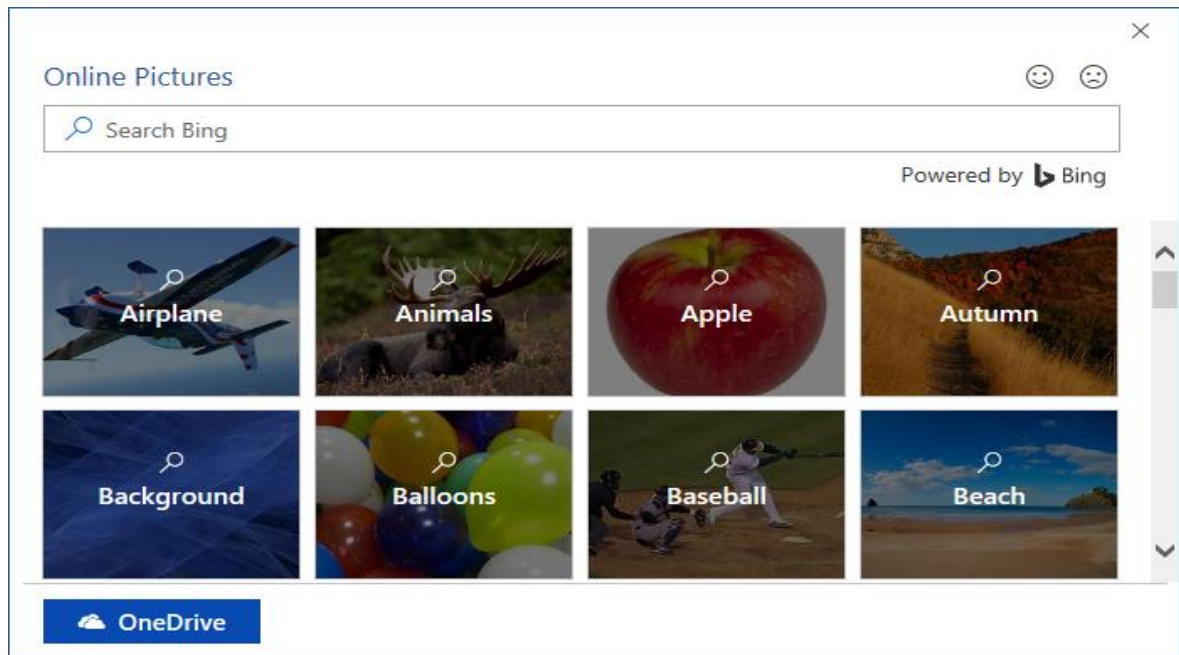 Online Pictures
Search Bing
Powered by Bing
Airplane
Animals
Apple
Autumn
Background
Balloons
Baseball
Beach
OneDrive